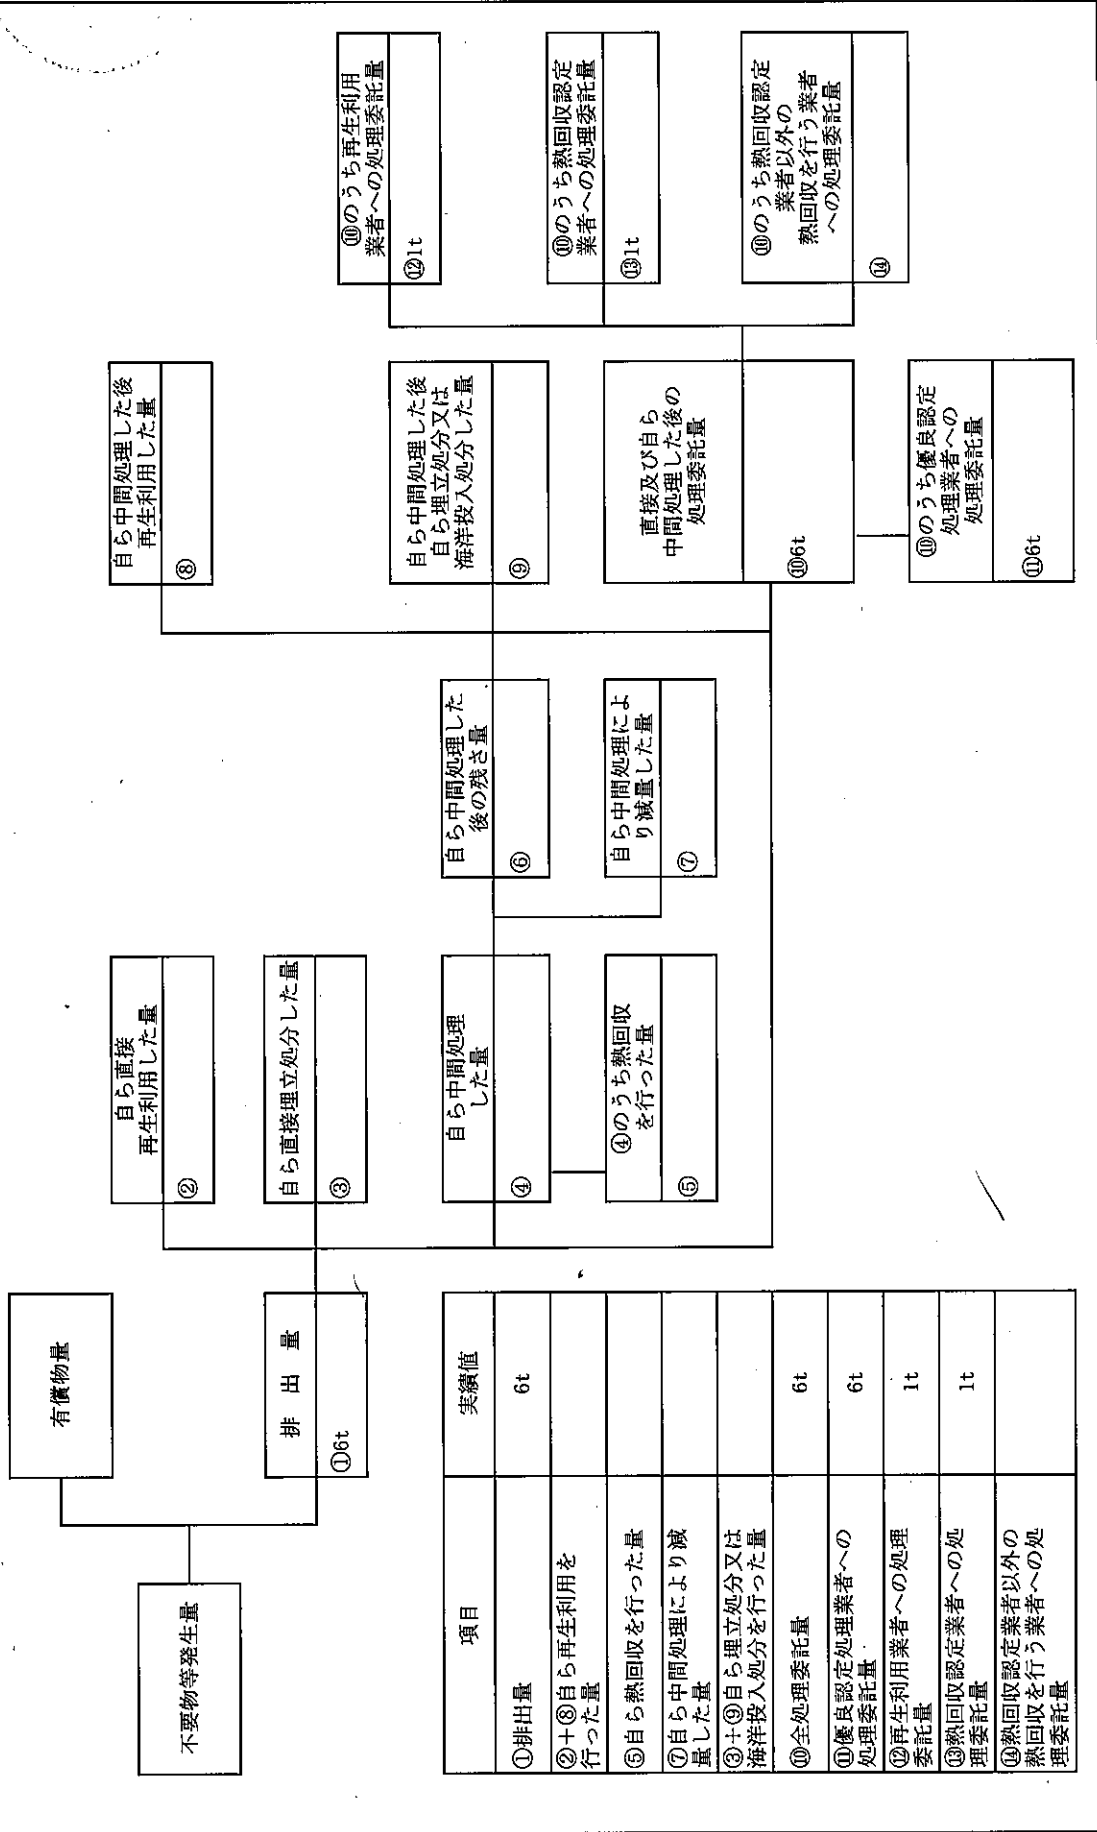 不要物等発生量
有償物量
排 出 量
①6t
自ら直接
再生利用した量
②
自ら直接埋立処分した量
③
自ら中間処理
した量
④
④のうち熱回収
を行った量
⑤
自ら中間処理した
後の残さ量
⑥
自ら中間処理によ
り減量した量
⑦
自ら中間処理した後
再生利用した量
⑧
自ら中間処理した後
自ら埋立処分又は
海洋投入処分した量
⑨
直接及び自ら
中間処理した後の
処理委託量
⑩6t
⑩のうち優良認定
処理業者への
処理委託量
⑪6t
⑩のうち再生利用
業者への処理委託量
⑫1t
⑩のうち熱回収認定
業者への処理委託量
⑬1t
⑩のうち熱回収認定
業者以外の
熱回収を行う業者
への処理委託量
⑭
項目
実績値
①排出量
6t
②+⑧自ら再生利用を
行った量
⑤自ら熱回収を行った量
⑦自ら中間処理により減
量した量
③+⑨自ら埋立処分又は
海洋投入処分を行った量
⑩全処理委託量
6t
⑪優良認定処理業者への
処理委託量
6t
⑫再生利用業者への処理
委託量
1t
⑬熱回収認定業者への処
理委託量
1t
⑭熱回収認定業者以外の
熱回収を行う業者への処
理委託量